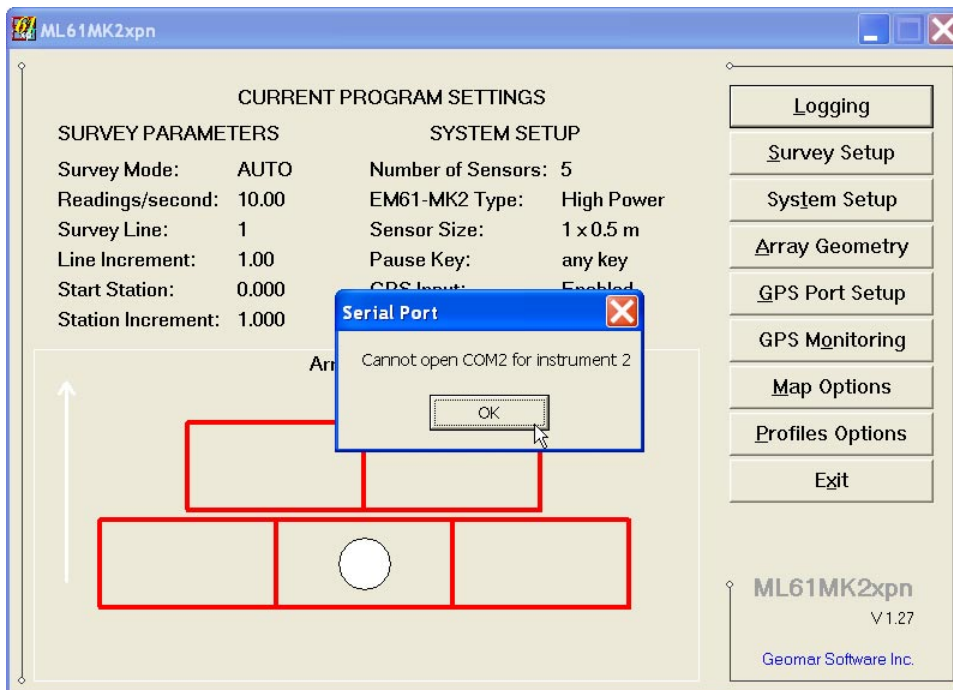 ML61MK2xpn
CURRENT PROGRAM SETTINGS
SURVEY PARAMETERS
Survey Mode: AUTO
Readings/second: 10.00
Survey Line: 1
Line Increment: 1.00
Start Station: 0.000
Station Increment: 1.000
SYSTEM SETUP
Number of Sensors: 5
EM61-MK2 Type: High Power
Sensor Size: 1 x 0.5 m
Pause Key: any key
GPS Input: Enabled
Serial Port
Cannot open COM2 for instrument 2
OK
Logging
Survey Setup
System Setup
Array Geometry
GPS Port Setup
GPS Monitoring
Map Options
Profiles Options
Exit
ML61MK2xpn
V 1.27
Geomar Software Inc.